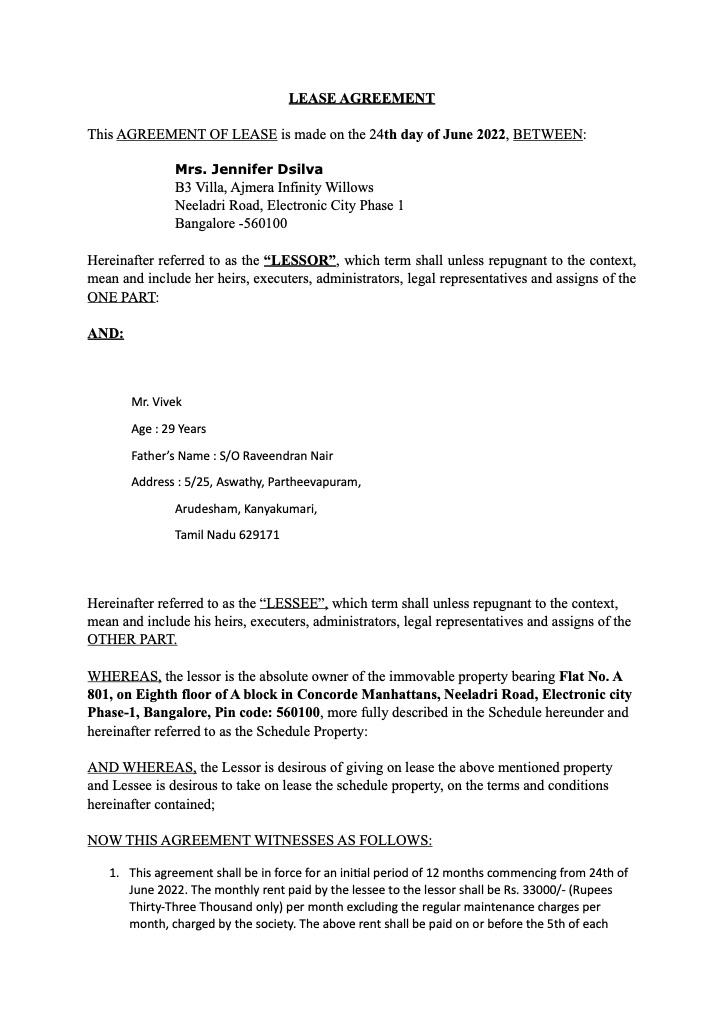 LEASE AGREEMENT
This AGREEMENT OF LEASE is made on the 24th day of June 2022, BETWEEN:
Mrs. Jennifer Dsilva
B3 Villa, Ajmera Infinity Willows
Neeladri Road, Electronic City Phase 1
Bangalore -560100
Hereinafter referred to as the “LESSOR”, which term shall unless repugnant to the context,
mean and include her heirs, executers, administrators, legal representatives and assigns of the
ONE PART:
AND:
Mr. Vivek
Age : 29 Years
Father’s Name : S/O Raveendran Nair
Address : 5/25, Aswathy, Partheevapuram,
Arudesham, Kanyakumari,
Tamil Nadu 629171
Hereinafter referred to as the “LESSEE”, which term shall unless repugnant to the context,
mean and include his heirs, executers, administrators, legal representatives and assigns of the
OTHER PART.
WHEREAS, the lessor is the absolute owner of the immovable property bearing Flat No. A
801, on Eighth floor of A block in Concorde Manhattans, Neeladri Road, Electronic city
Phase-1, Bangalore, Pin code: 560100, more fully described in the Schedule hereunder and
hereinafter referred to as the Schedule Property:
AND WHEREAS, the Lessor is desirous of giving on lease the above mentioned property
and Lessee is desirous to take on lease the schedule property, on the terms and conditions
hereinafter contained;
NOW THIS AGREEMENT WITNESSES AS FOLLOWS:
1. This agreement shall be in force for an initial period of 12 months commencing from 24th of
June 2022. The monthly rent paid by the lessee to the lessor shall be Rs. 33000/- (Rupees
Thirty-Three Thousand only) per month excluding the regular maintenance charges per
month, charged by the society. The above rent shall be paid on or before the 5th of each